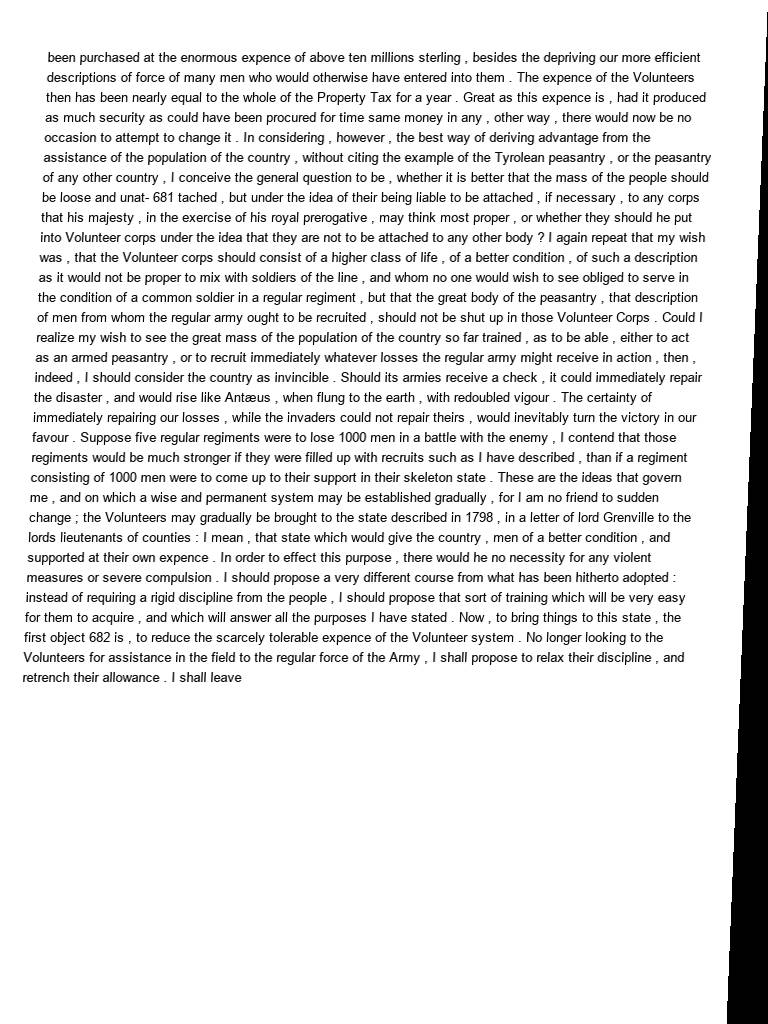 been purchased at the enormous expence of above ten millions sterling , besides the depriving our more efficient
descriptions of force of many men who would otherwise have entered into them . The expence of the Volunteers
then has been nearly equal to the whole of the Property Tax for a year . Great as this expence is , had it produced
as much security as could have been procured for time same money in any , other way , there would now be no
occasion to attempt to change it . In considering , however , the best way of deriving advantage from the
assistance of the population of the country , without citing the example of the Tyrolean peasantry , or the peasantry
of any other country , I conceive the general question to be , whether it is better that the mass of the people should
be loose and unat- 681 tached , but under the idea of their being liable to be attached , if necessary , to any corps
that his majesty , in the exercise of his royal prerogative , may think most proper , or whether they should he put
into Volunteer corps under the idea that they are not to be attached to any other body ? I again repeat that my wish
was , that the Volunteer corps should consist of a higher class of life , of a better condition , of such a description
as it would not be proper to mix with soldiers of the line , and whom no one would wish to see obliged to serve in
the condition of a common soldier in a regular regiment , but that the great body of the peasantry , that description
of men from whom the regular army ought to be recruited , should not be shut up in those Volunteer Corps . Could I
realize my wish to see the great mass of the population of the country so far trained , as to be able , either to act
as an armed peasantry , or to recruit immediately whatever losses the regular army might receive in action , then ,
indeed , I should consider the country as invincible . Should its armies receive a check , it could immediately repair
the disaster , and would rise like Antæus , when flung to the earth , with redoubled vigour . The certainty of
immediately repairing our losses , while the invaders could not repair theirs , would inevitably turn the victory in our
favour . Suppose five regular regiments were to lose 1000 men in a battle with the enemy , I contend that those
regiments would be much stronger if they were filled up with recruits such as I have described , than if a regiment
consisting of 1000 men were to come up to their support in their skeleton state . These are the ideas that govern
me , and on which a wise and permanent system may be established gradually , for I am no friend to sudden
change ; the Volunteers may gradually be brought to the state described in 1798 , in a letter of lord Grenville to the
lords lieutenants of counties : I mean , that state which would give the country , men of a better condition , and
supported at their own expence . In order to effect this purpose , there would he no necessity for any violent
measures or severe compulsion . I should propose a very different course from what has been hitherto adopted :
instead of requiring a rigid discipline from the people , I should propose that sort of training which will be very easy
for them to acquire , and which will answer all the purposes I have stated . Now , to bring things to this state , the
first object 682 is , to reduce the scarcely tolerable expence of the Volunteer system . No longer looking to the
Volunteers for assistance in the field to the regular force of the Army , I shall propose to relax their discipline , and
retrench their allowance . I shall leave